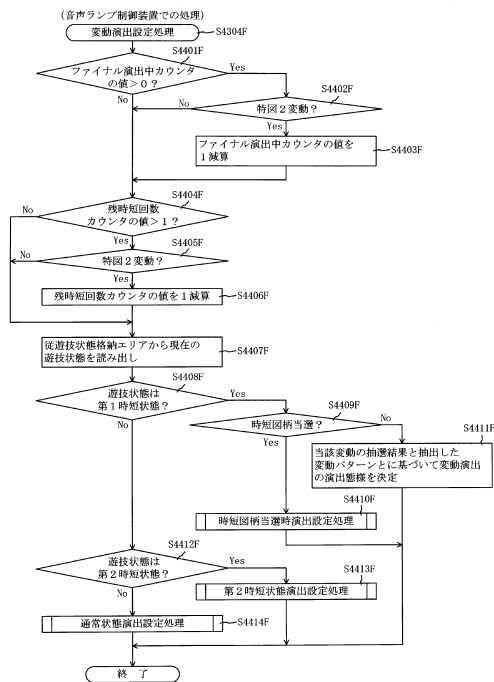 (音声ランプ制御装置での処理)
変動演出設定処理
S4304F
S4401F
ファイナル演出中カウンタ
の値>0?
Yes
No
S4402F
特図2変動?
No
Yes
ファイナル演出中カウンタの値を
1減算
S4403F
S4404F
残時短回数
カウンタの値>1?
No
Yes
S4405F
特図2変動?
No
Yes
残時短回数カウンタの値を1減算
S4406F
従遊技状態格納エリアから現在の
遊技状態を読み出し
S4407F
S4408F
遊技状態は
第1時短状態?
Yes
No
S4409F
時短図柄当選?
No
Yes
S4411F
当該変動の抽選結果と抽出した
変動パターンとに基づいて変動演出
の演出態様を決定
S4410F
時短図柄当選時演出設定処理
S4412F
遊技状態は
第2時短状態?
Yes
No
S4413F
第2時短状態演出設定処理
通常状態演出設定処理
S4414F
終 了